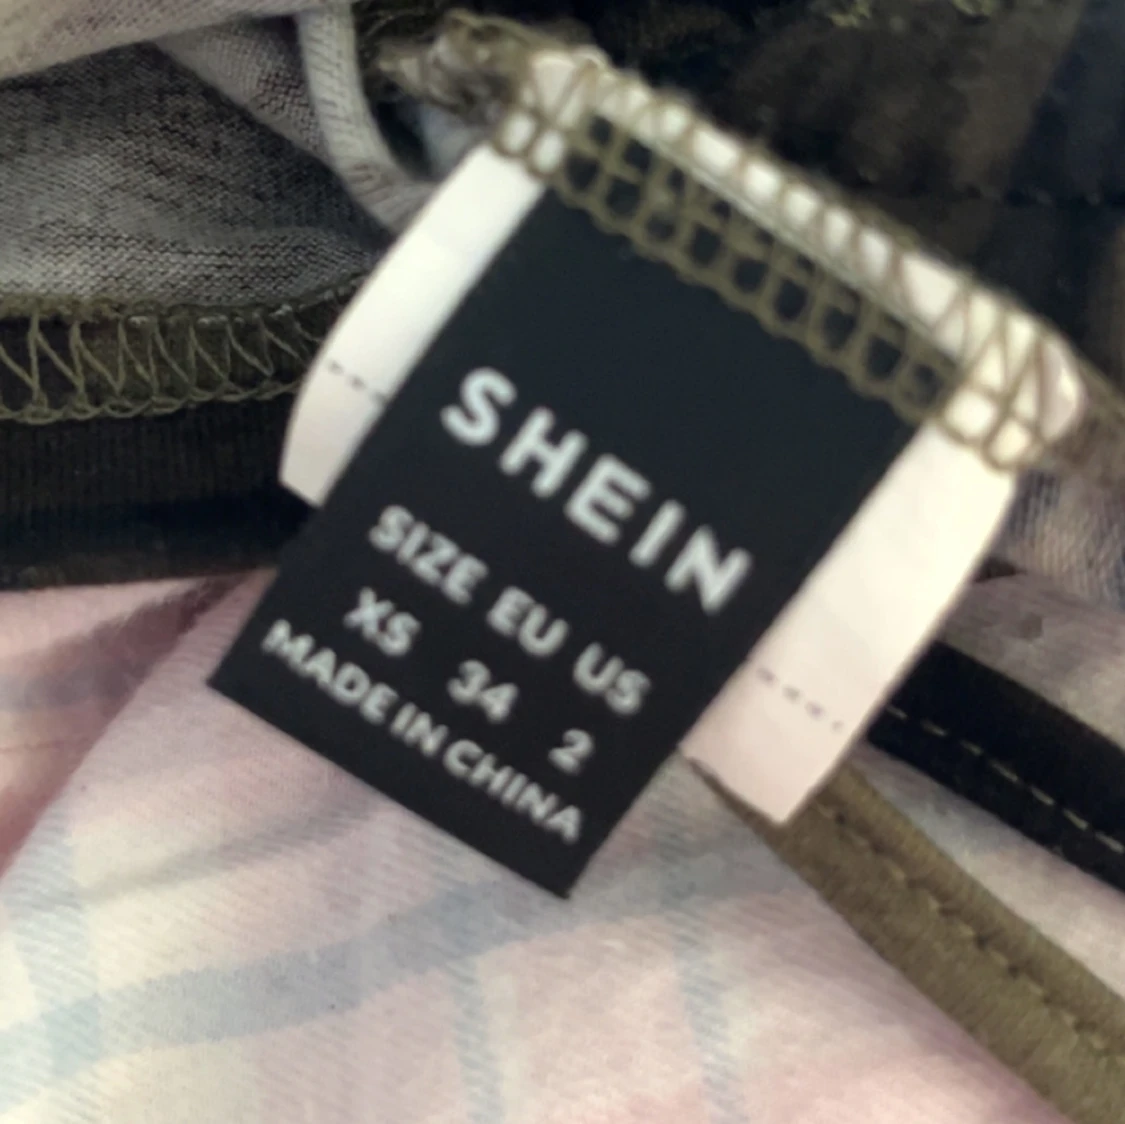 SHEIN
SIZE EU US
XS 34 2
MADE IN CHINA